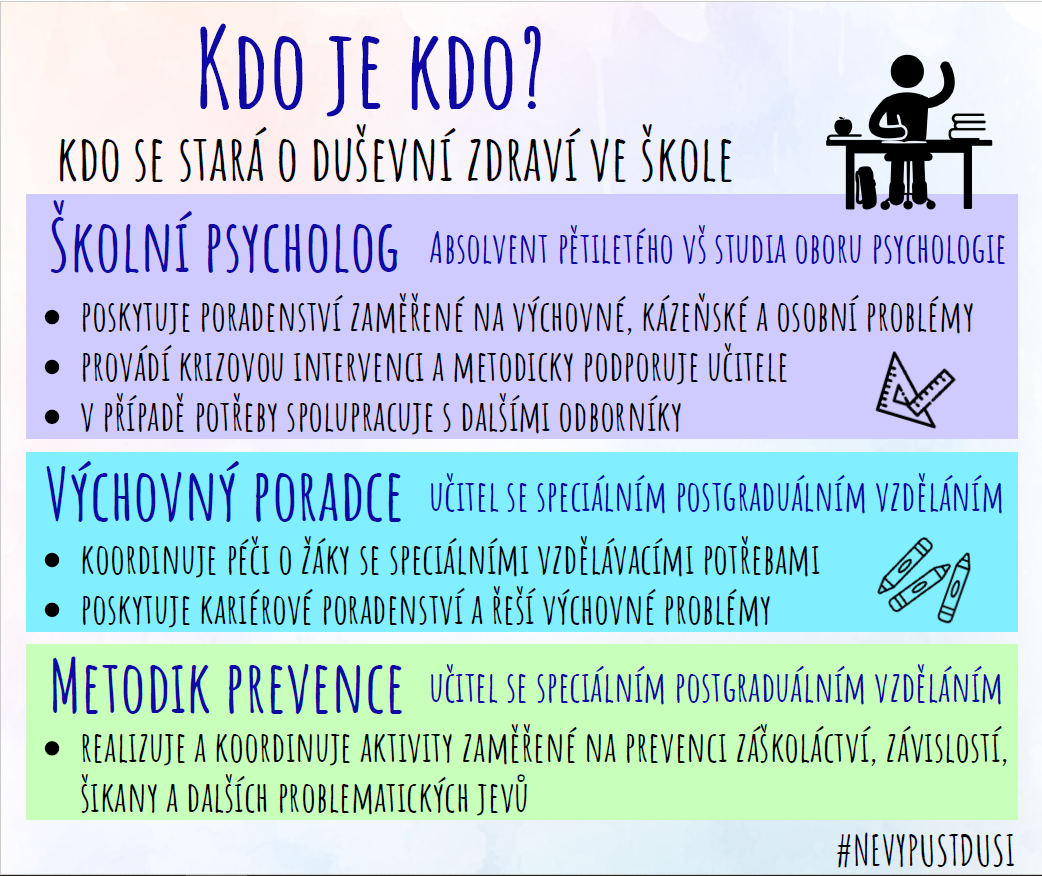 Kdo je kdo?
kdo se stará o duševní zdraví ve škole
Školní psycholog Absolvent pětiletého vš studia oboru psychologie
• poskytuje poradenství zaměřené na výchovné, kázeňské a osobní problémy
• provádí krizovou intervenci a metodicky podporuje učitele
• v případě potřeby spolupracuje s dalšími odborníky
Výchovný poradce učitel se speciálním postgraduálním vzděláním
• koordinuje péči o žáky se speciálními vzdělávacími potřebami
• poskytuje kariérové poradenství a řeší výchovné problémy
Metodik prevence učitel se speciálním postgraduálním vzděláním
• realizuje a koordinuje aktivity zaměřené na prevenci záškoláctví, závislostí,
šikany a dalších problematických jevů
#nevypustdusi